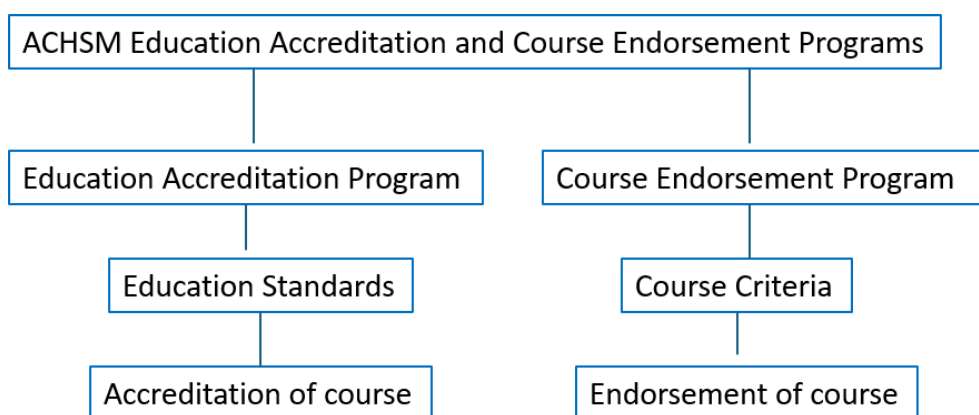 ACHSM Education Accreditation and Course Endorsement Programs
Education Accreditation Program
Course Endorsement Program
Education Standards
Course Criteria
Accreditation of course
Endorsement of course